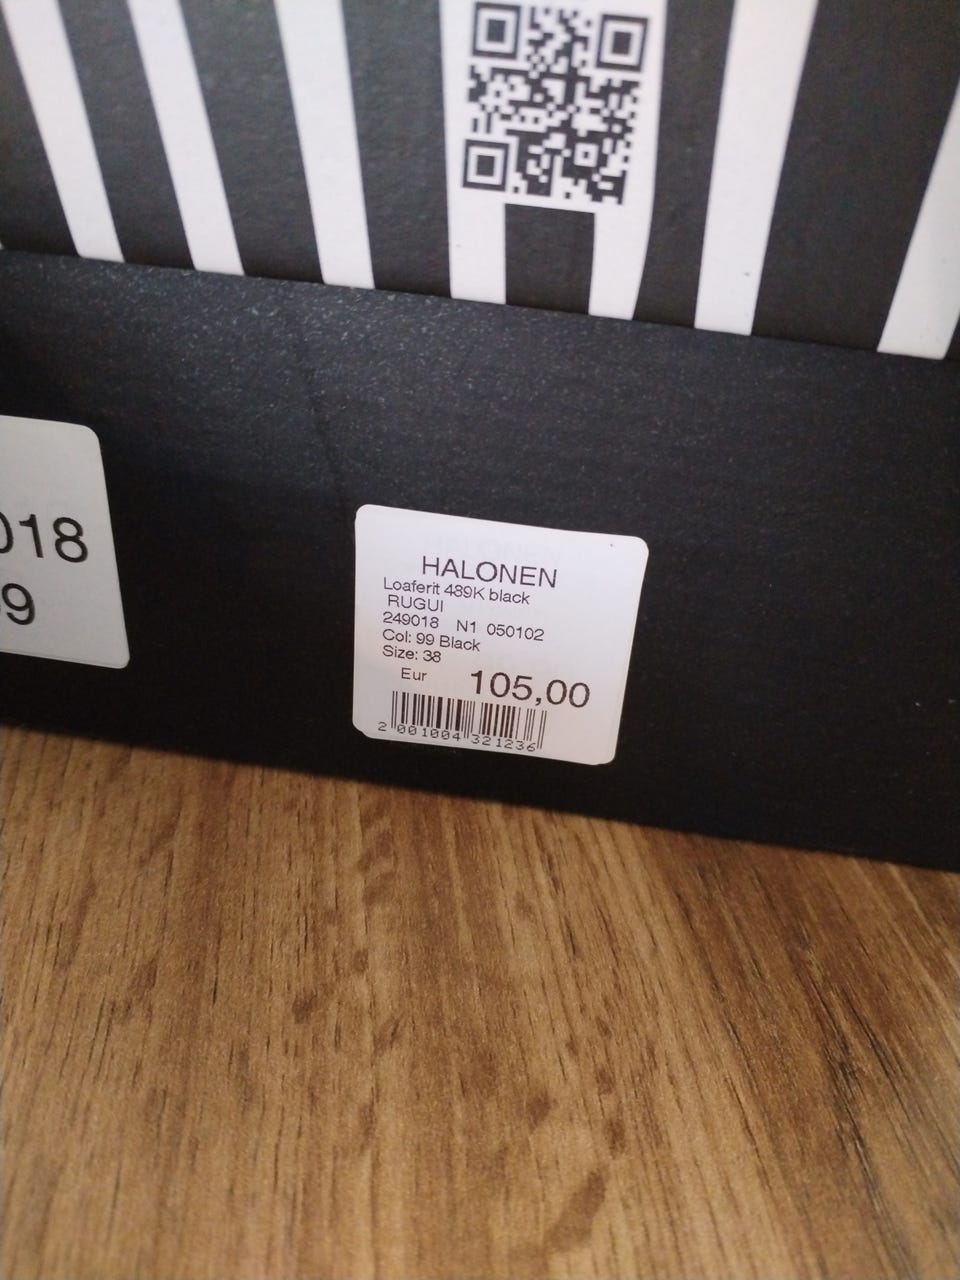 018
9
HALONEN
Loaferit 489K black
RUGUI
249018 N1 050102
Col: 99 Black
Size: 38
Eur 105,00
2 001004 321236